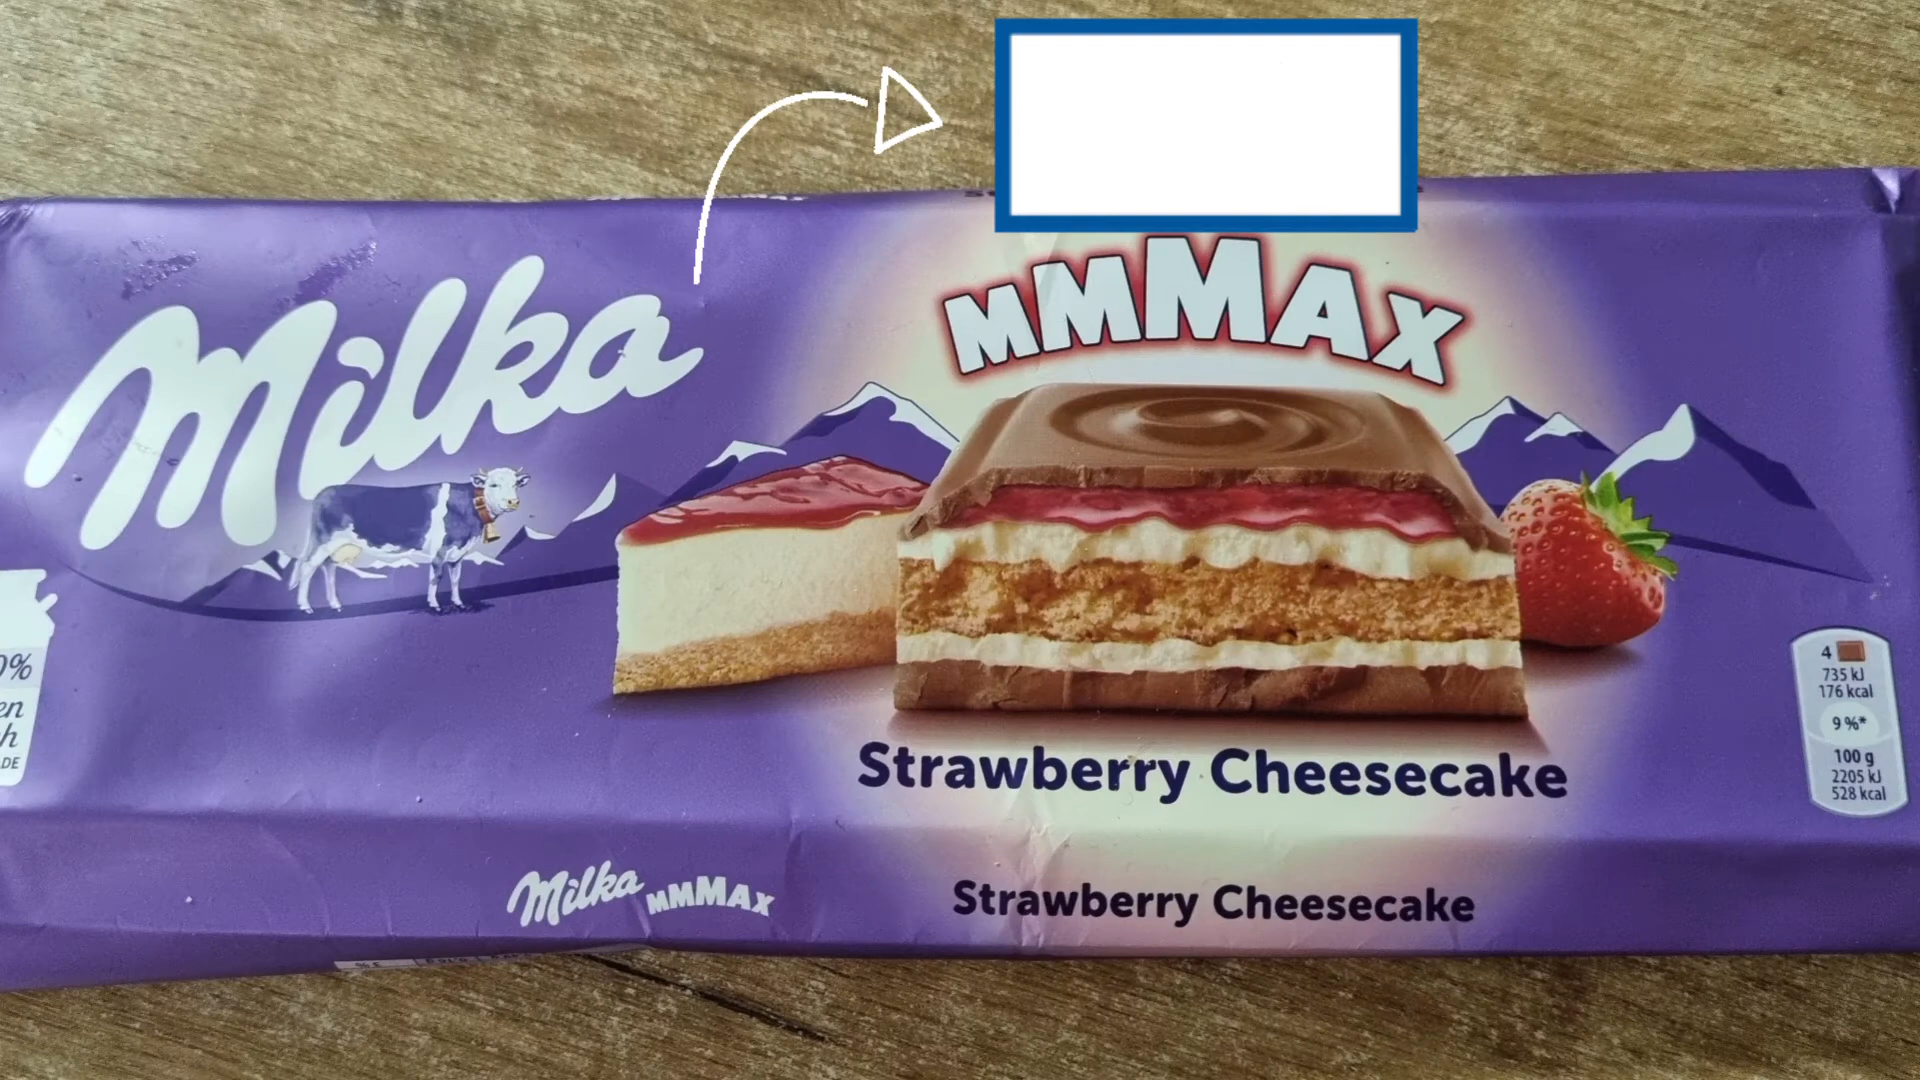 Milka
MMMAX
Strawberry Cheesecake
4
735 kJ
176 kcal
9 %*
100 g
2205 kJ
528 kcal
Milka MMMAX
Strawberry Cheesecake